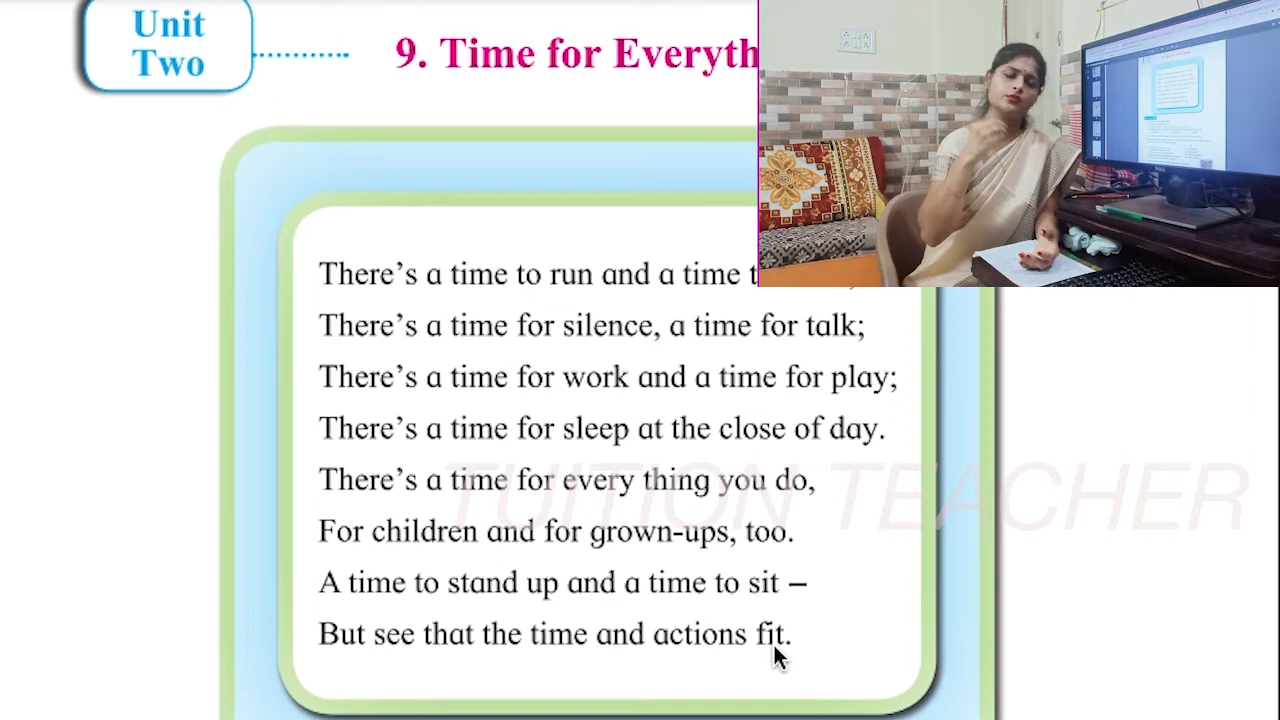 Unit
Two
9. Time for Everyth
There's a time to run and a time t
There's a time for silence, a time for talk;
There's a time for work and a time for play;
There's a time for sleep at the close of day.
There's a time for every thing you do,
For children and for grown-ups, too.
A time to stand up and a time to sit –
But see that the time and actions fit.
TUITION TEACHER